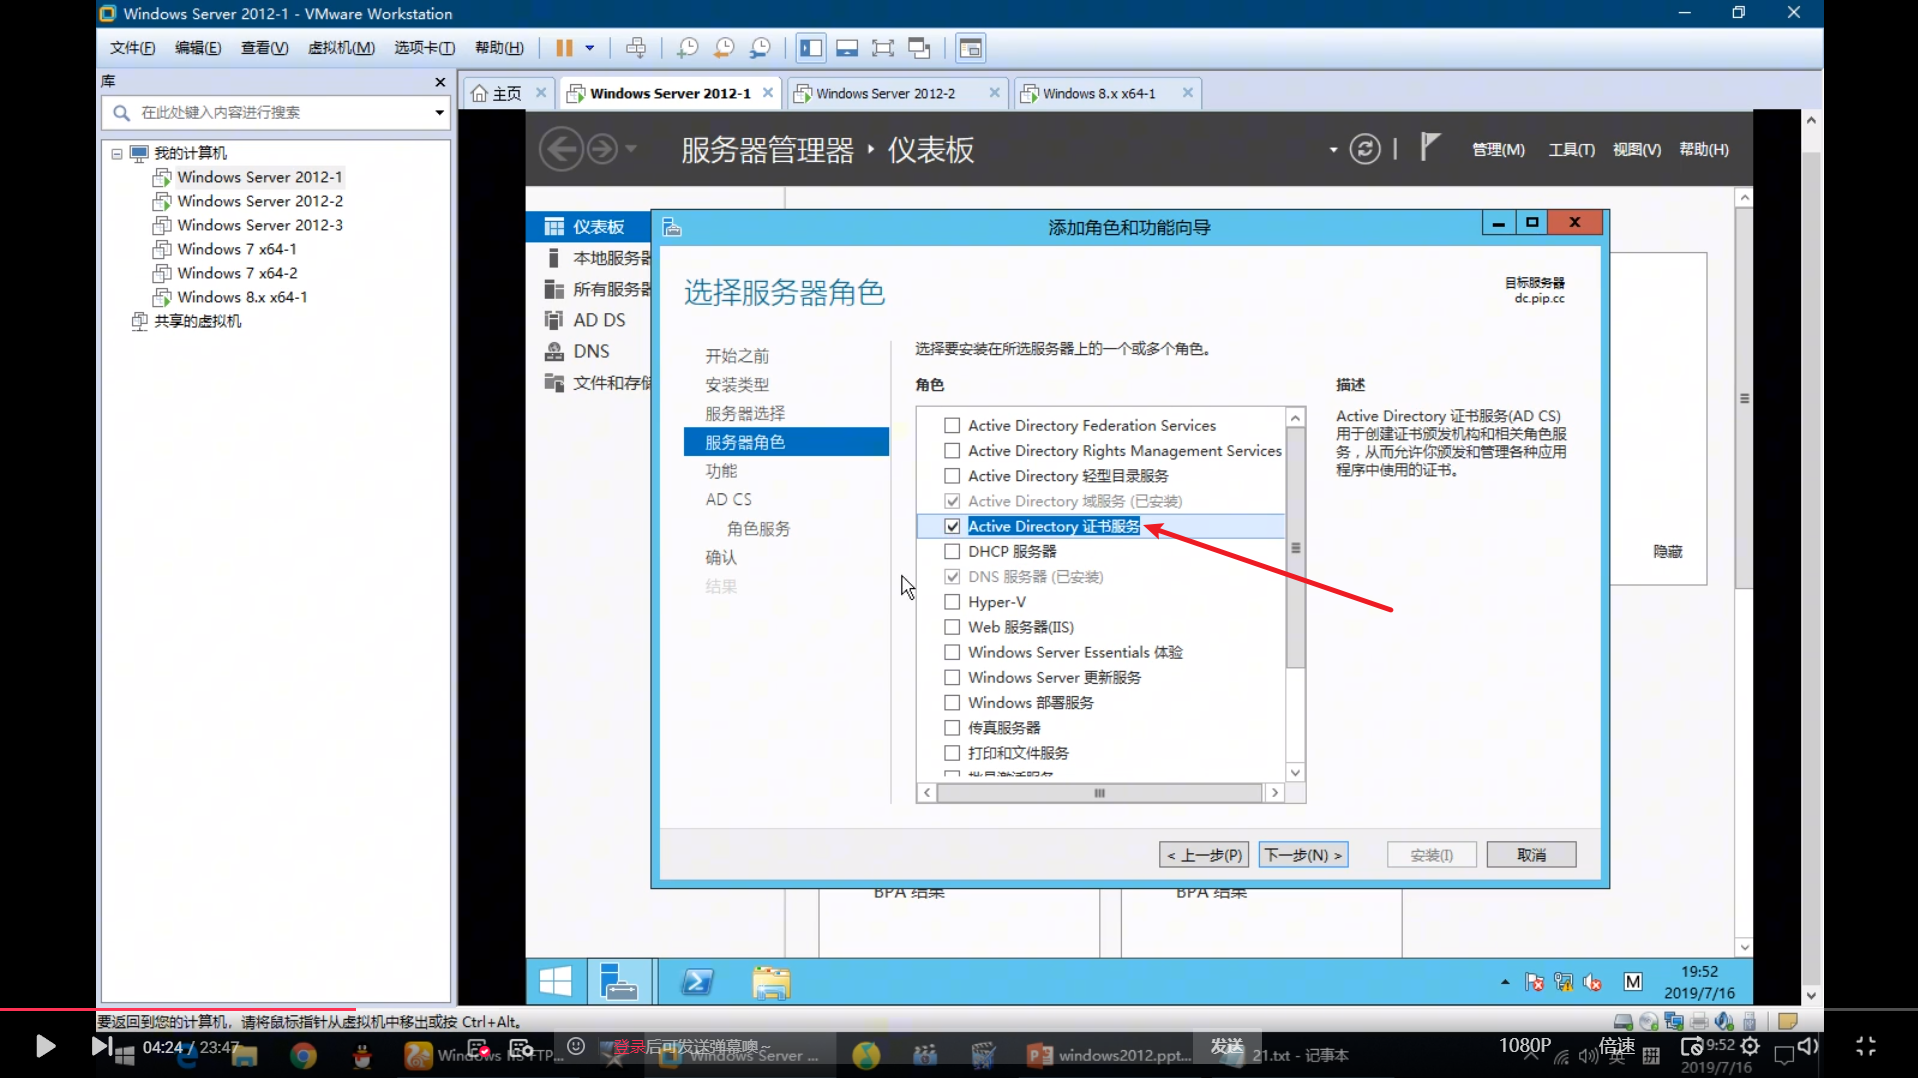 Windows Server 2012-1 - VMware Workstation
文件(F) 编辑(E) 查看(V) 虚拟机(M) 选项卡(T) 帮助(H)
库
在此处键入内容进行搜索
我的计算机
Windows Server 2012-1
Windows Server 2012-2
Windows Server 2012-3
Windows 7 x64-1
Windows 7 x64-2
Windows 8.x x64-1
共享的虚拟机
主页 Windows Server 2012-1 Windows Server 2012-2 Windows 8.x x64-1
服务器管理器 仪表板
管理(M) 工具(T) 视图(V) 帮助(H)
仪表板
本地服务器
所有服务器
AD DS
DNS
文件和存储
添加角色和功能向导
选择服务器角色
目标服务器
dc.pip.cc
开始之前
安装类型
服务器选择
服务器角色
功能
AD CS
角色服务
确认
结果
选择要安装在所选服务器上的一个或多个角色。
角色
Active Directory Federation Services
Active Directory Rights Management Services
Active Directory 轻型目录服务
Active Directory 域服务 (已安装)
Active Directory 证书服务
DHCP 服务器
DNS 服务器 (已安装)
Hyper-V
Web 服务器(IIS)
Windows Server Essentials 体验
Windows Server 更新服务
Windows 部署服务
传真服务器
打印和文件服务
批量激活服务
描述
Active Directory 证书服务(AD CS)
用于创建证书颁发机构和相关角色服
务，从而允许你颁发和管理各种应用
程序中使用的证书。
隐藏
< 上一步(P) 下一步(N) > 安装(I) 取消
BPA 结果 BPA 结果
M
19:52
2019/7/16
要返回到您的计算机，请将鼠标指针从虚拟机中移出或按 Ctrl+Alt。
04:24 / 23:47
登录后可发送弹幕噢~
发送
Windows Server ...
windows2012.ppt...
21.txt - 记事本
1080P 倍速
英
19:52
2019/7/16